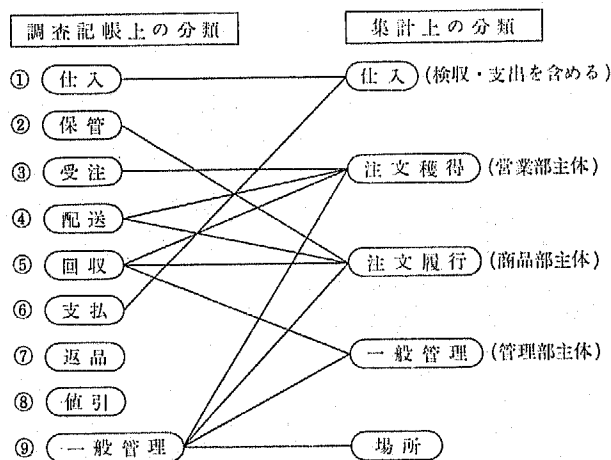 調査記帳上の分類
集計上の分類
① 仕入
仕入 (検収・支出を含める)
② 保管
③ 受注
注文獲得 (営業部主体)
④ 配送
⑤ 回収
注文履行 (商品部主体)
⑥ 支払
⑦ 返品
一般管理 (管理部主体)
⑧ 値引
⑨ 一般管理
場所